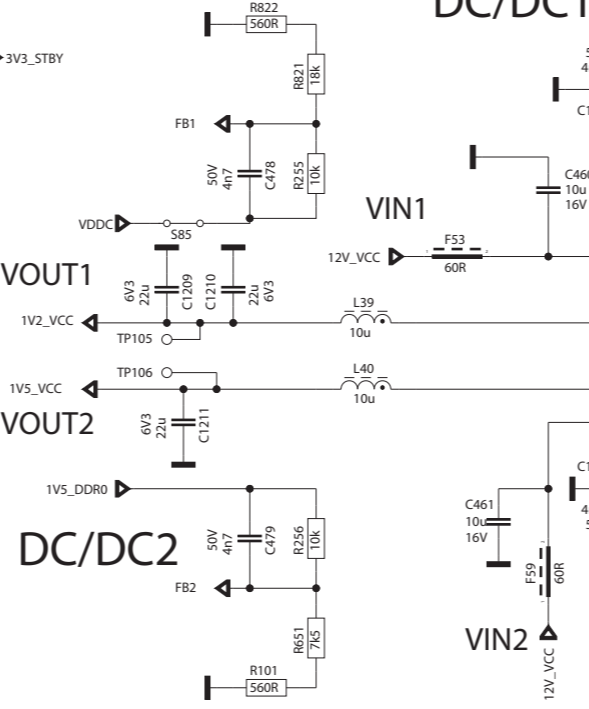 DC/DC1
R822
560R
3V3_STBY
R821
18k
FB1
50V
4n7
C478
R255
10k
VDDC
S85
VIN1
C460
10u
16V
12V_VCC
F53
60R
VOUT1
6V3
22u
C1209
C1210
22u
6V3
1V2_VCC
TP105
L39
10u
TP106
L40
10u
1V5_VCC
VOUT2
6V3
22u
C1211
1V5_DDR0
DC/DC2
50V
4n7
C479
R256
10k
FB2
R651
7k5
R101
560R
C461
10u
16V
F59
60R
VIN2
12V_VCC